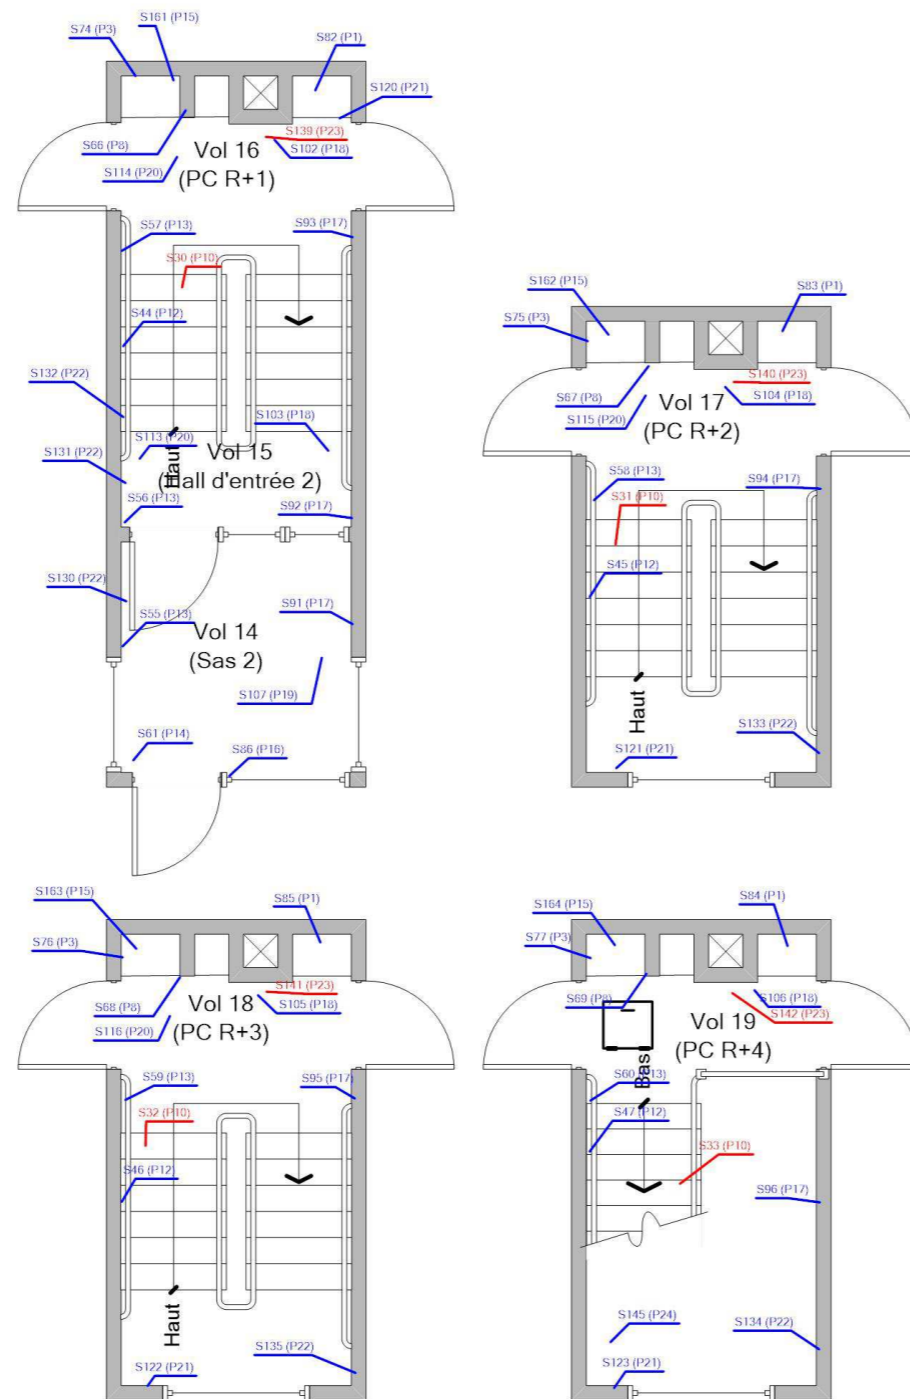 S161 (P15)
S74 (P3)
S82 (P1)
S120 (P21)
S139 (P23)
S66 (P8)
Vol 16
(PC R+1)
S102 (P18)
S114 (P20)
S57 (P13)
S93 (P17)
S30 (P10)
S44 (P12)
S132 (P22)
S103 (P18)
S113 (P20)
S131 (P22)
Haut
Vol 15
(Hall d'entrée 2)
S56 (P13)
S92 (P17)
S130 (P22)
S55 (P13)
S91 (P17)
Vol 14
(Sas 2)
S107 (P19)
S61 (P14)
S86 (P16)
S162 (P15)
S83 (P1)
S75 (P3)
S140 (P23)
S67 (P8)
S104 (P18)
Vol 17
(PC R+2)
S115 (P20)
S58 (P13)
S94 (P17)
S31 (P10)
S45 (P12)
Haut
S133 (P22)
S121 (P21)
S163 (P15)
S85 (P1)
S76 (P3)
S141 (P23)
S68 (P8)
Vol 18
(PC R+3)
S105 (P18)
S116 (P20)
S59 (P13)
S95 (P17)
S32 (P10)
S46 (P12)
Haut
S135 (P22)
S122 (P21)
S84 (P1)
S164 (P15)
S77 (P3)
S69 (P8)
S106 (P18)
S142 (P23)
Vol 19
(PC R+4)
Bas
S60 (P13)
S47 (P12)
S33 (P10)
S96 (P17)
S145 (P24)
S134 (P22)
S123 (P21)